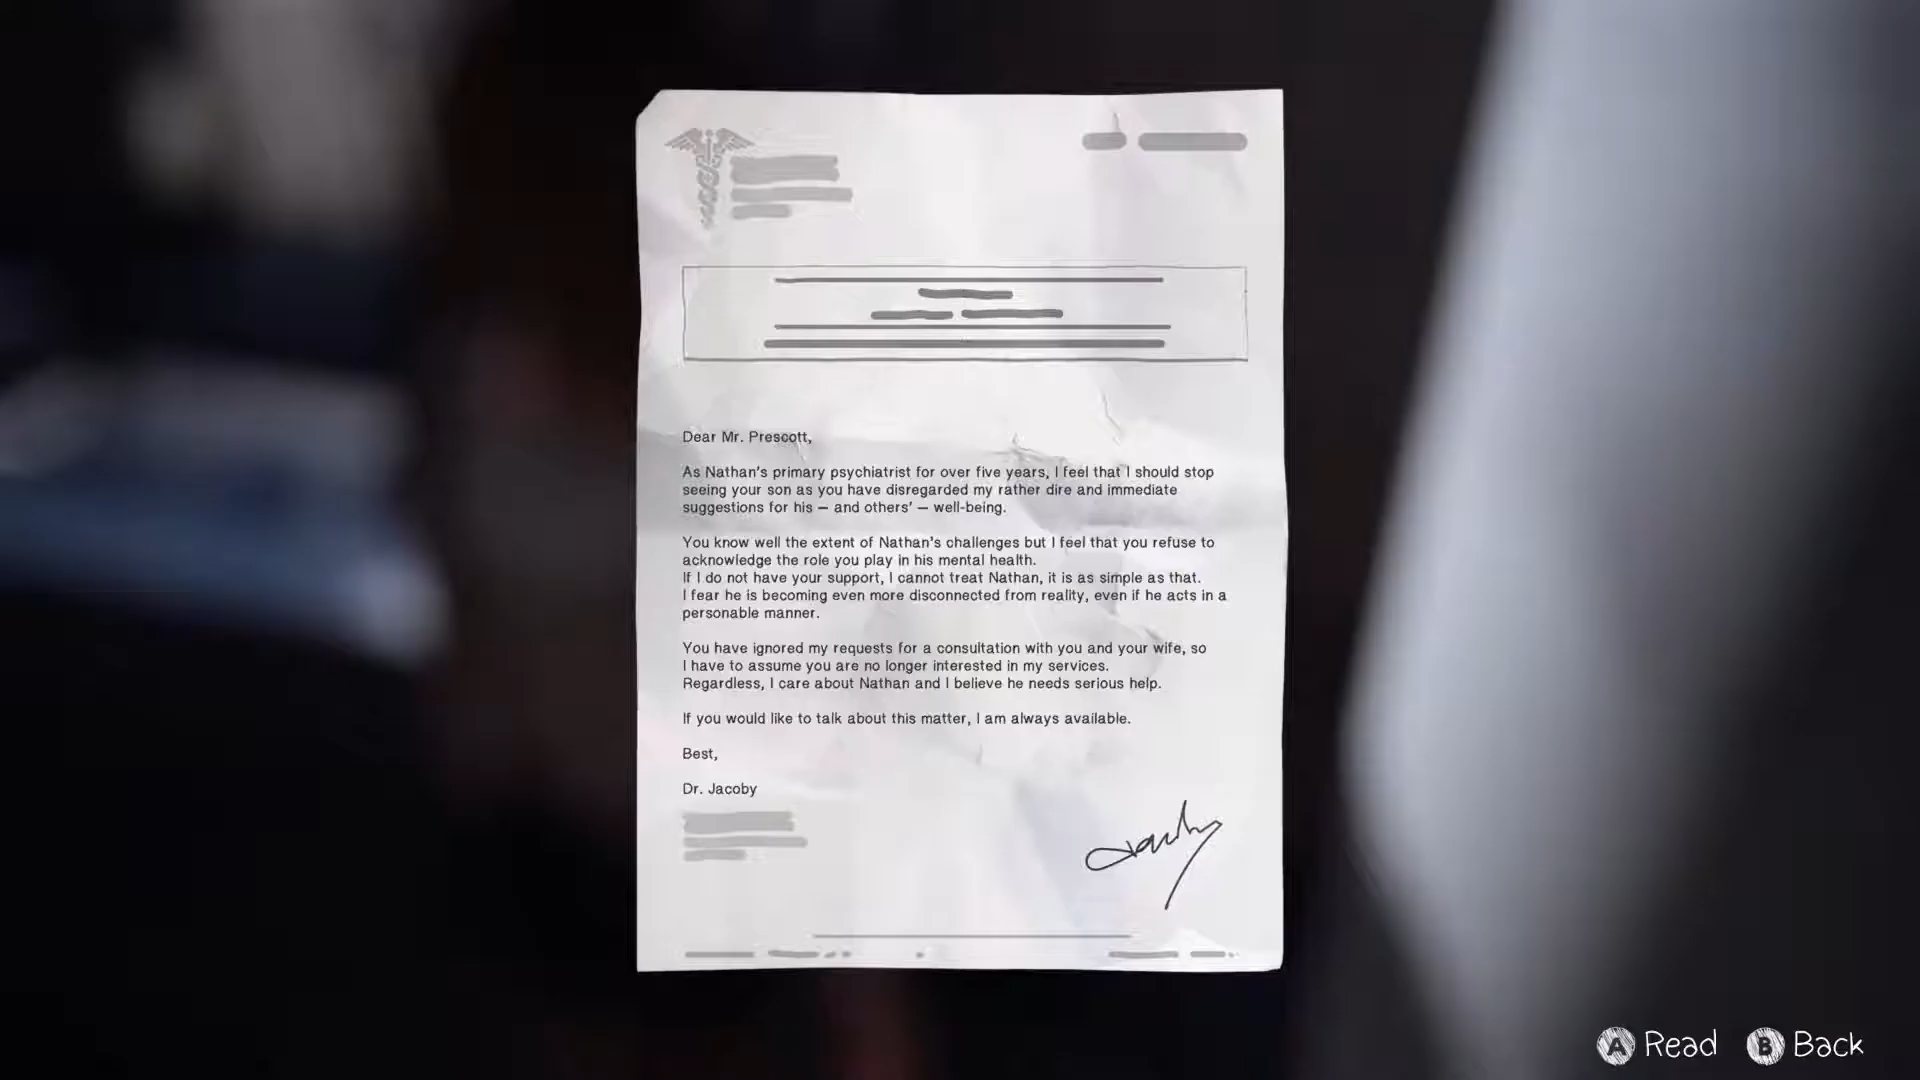 Dear Mr. Prescott,
As Nathan's primary psychiatrist for over five years, I feel that I should stop
seeing your son as you have disregarded my rather dire and immediate
suggestions for his — and others' — well-being.
You know well the extent of Nathan's challenges but I feel that you refuse to
acknowledge the role you play in his mental health.
If I do not have your support, I cannot treat Nathan, it is as simple as that.
I fear he is becoming even more disconnected from reality, even if he acts in a
personable manner.
You have ignored my requests for a consultation with you and your wife, so
I have to assume you are no longer interested in my services.
Regardless, I care about Nathan and I believe he needs serious help.
If you would like to talk about this matter, I am always available.
Best,
Dr. Jacoby
A Read B Back